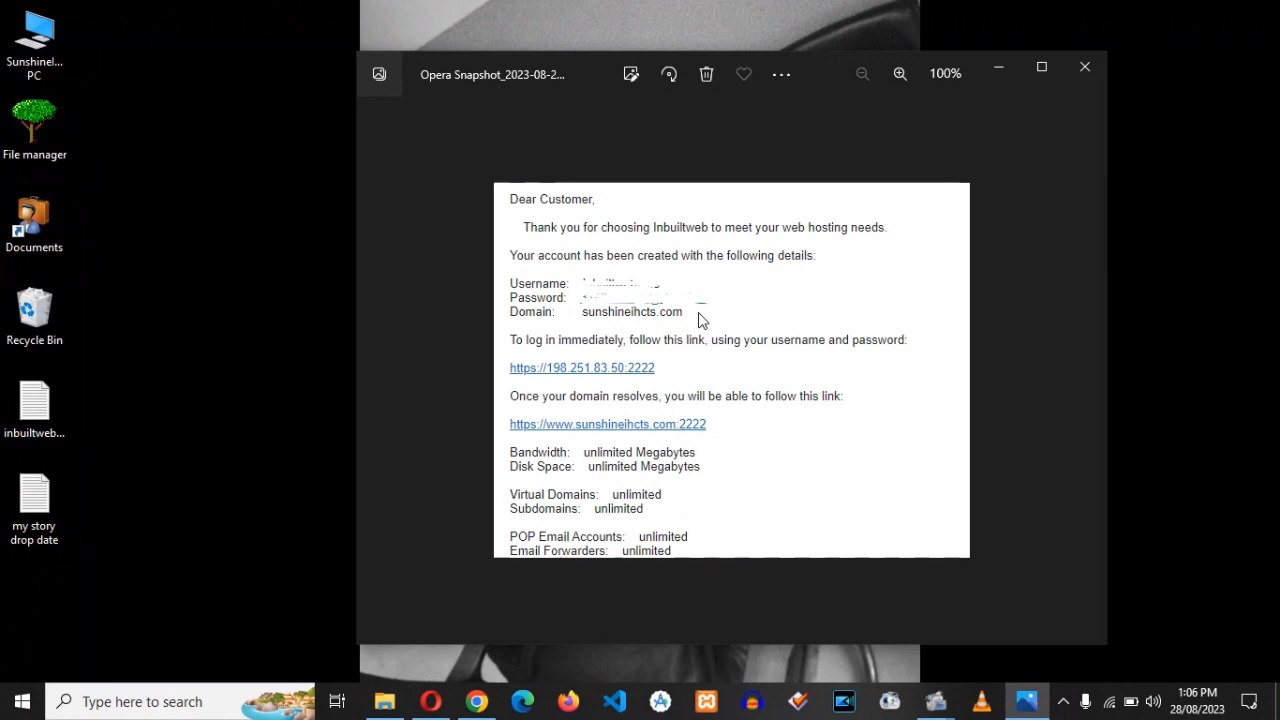 Sunshinel...
PC
File manager
Documents
Recycle Bin
inbuiltweb...
my story
drop date
Opera Snapshot_2023-08-2...
100%
Dear Customer,
Thank you for choosing Inbuiltweb to meet your web hosting needs.
Your account has been created with the following details:
Username:
Password:
Domain: sunshineihcts.com
To log in immediately, follow this link, using your username and password:
https://198.251.83.50:2222
Once your domain resolves, you will be able to follow this link:
https://www.sunshineihcts.com:2222
Bandwidth: unlimited Megabytes
Disk Space: unlimited Megabytes
Virtual Domains: unlimited
Subdomains: unlimited
POP Email Accounts: unlimited
Email Forwarders: unlimited
Type here to search
1:06 PM
28/08/2023